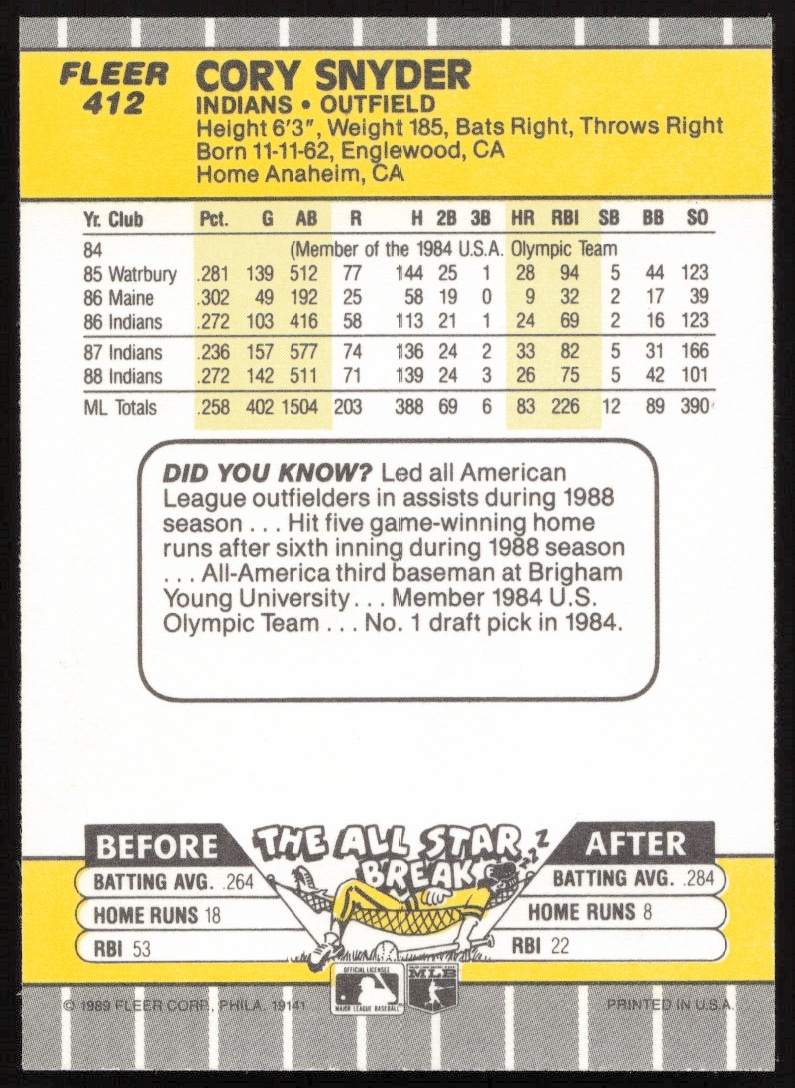 FLEER
412
CORY SNYDER
INDIANS • OUTFIELD
Height 6'3", Weight 185, Bats Right, Throws Right
Born 11-11-62, Englewood, CA
Home Anaheim, CA
Yr. Club Pct. G AB R H 2B 3B HR RBI SB BB SO
84 (Member of the 1984 U.S.A. Olympic Team
85 Watrbury .281 139 512 77 144 25 1 28 94 5 44 123
86 Maine .302 49 192 25 58 19 0 9 32 2 17 39
86 Indians .272 103 416 58 113 21 1 24 69 2 16 123
87 Indians .236 157 577 74 136 24 2 33 82 5 31 166
88 Indians .272 142 511 71 139 24 3 26 75 5 42 101
ML Totals .258 402 1504 203 388 69 6 83 226 12 89 390
DID YOU KNOW? Led all American
League outfielders in assists during 1988
season . . . Hit five game-winning home
runs after sixth inning during 1988 season
. . . All-America third baseman at Brigham
Young University . . . Member 1984 U.S.
Olympic Team . . . No. 1 draft pick in 1984.
BEFORE THE ALL STAR BREAK ZZZ AFTER
BATTING AVG. .264 BATTING AVG. .284
HOME RUNS 18 HOME RUNS 8
RBI 53 RBI 22
OFFICIAL LICENSEE
MAJOR LEAGUE BASEBALL
MLB
© 1989 FLEER CORP., PHILA. 19141 PRINTED IN U.S.A.